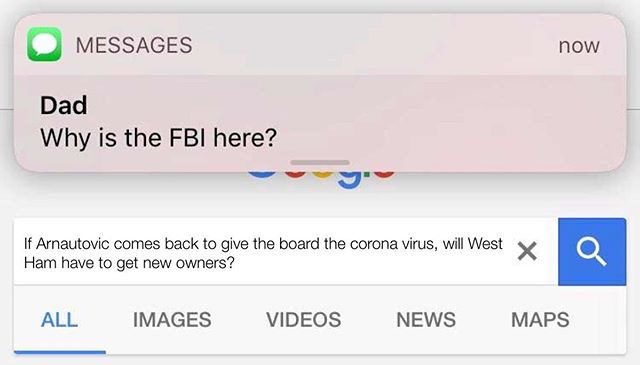 MESSAGES now
Dad
Why is the FBI here?
Google
If Arnautovic comes back to give the board the corona virus, will West
Ham have to get new owners?
ALL IMAGES VIDEOS NEWS MAPS